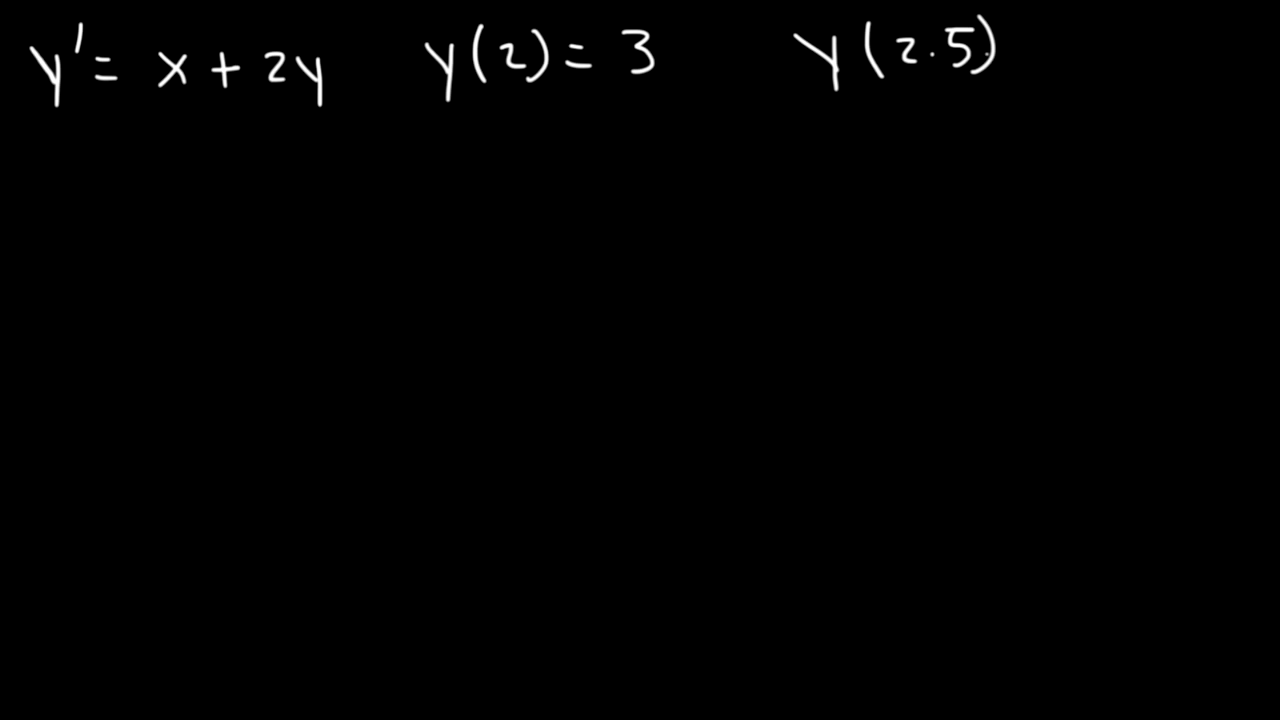 y' = x + 2y y(2) = 3 y(2.5)